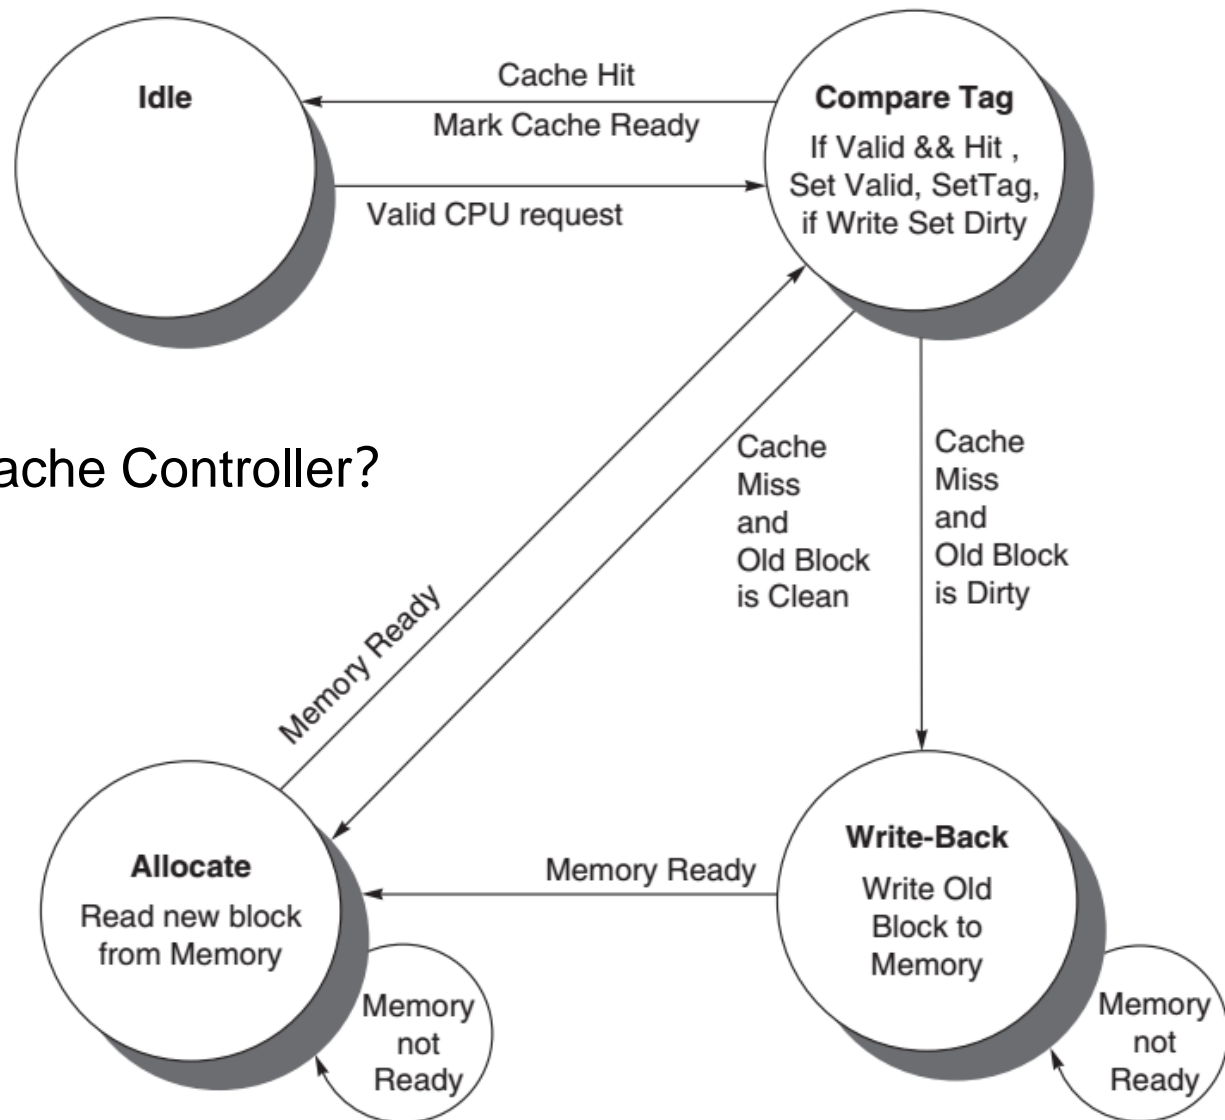 Idle
Cache Hit
Mark Cache Ready
Valid CPU request
Compare Tag
If Valid && Hit ,
Set Valid, SetTag,
if Write Set Dirty
ache Controller?
Cache
Miss
and
Old Block
is Clean
Cache
Miss
and
Old Block
is Dirty
Memory Ready
Allocate
Read new block
from Memory
Memory
not
Ready
Memory Ready
Write-Back
Write Old
Block to
Memory
Memory
not
Ready